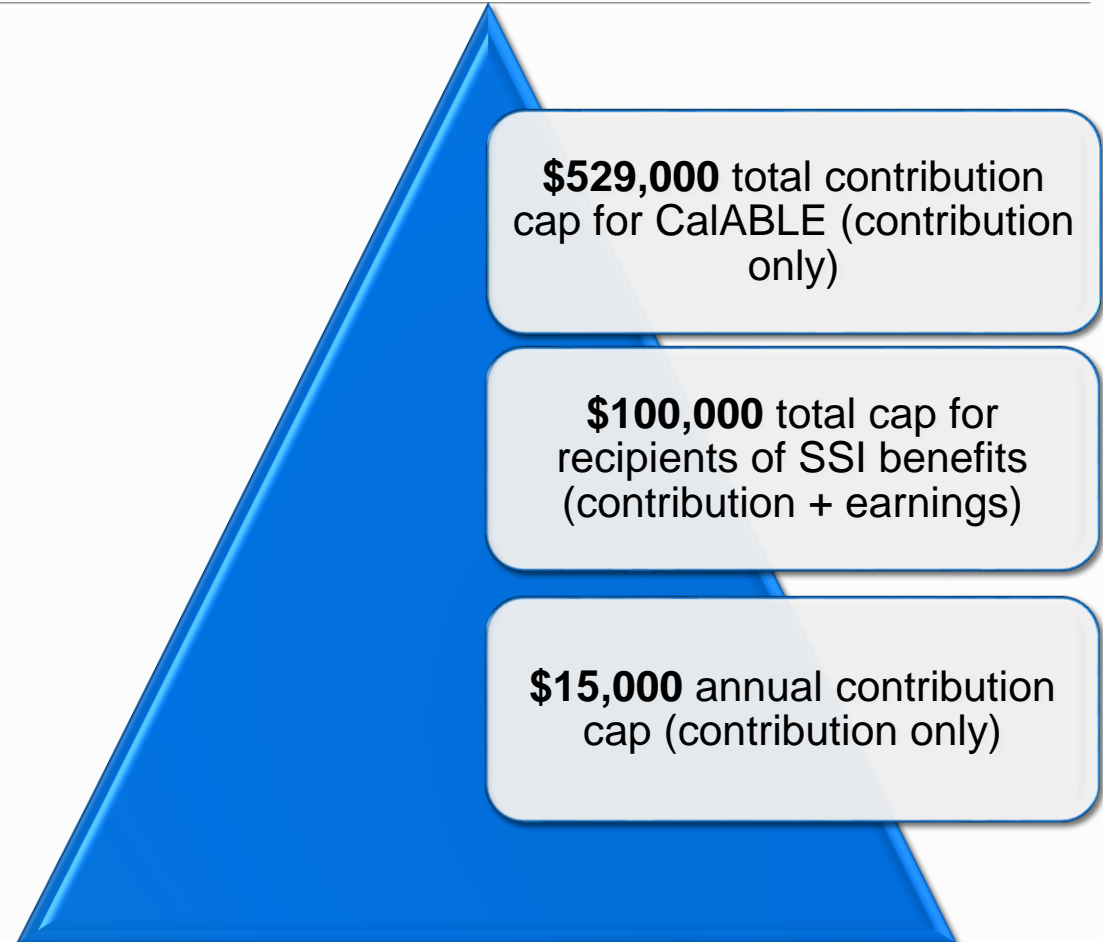 $529,000 total contribution
cap for CalABLE (contribution
only)
$100,000 total cap for
recipients of SSI benefits
(contribution + earnings)
$15,000 annual contribution
cap (contribution only)